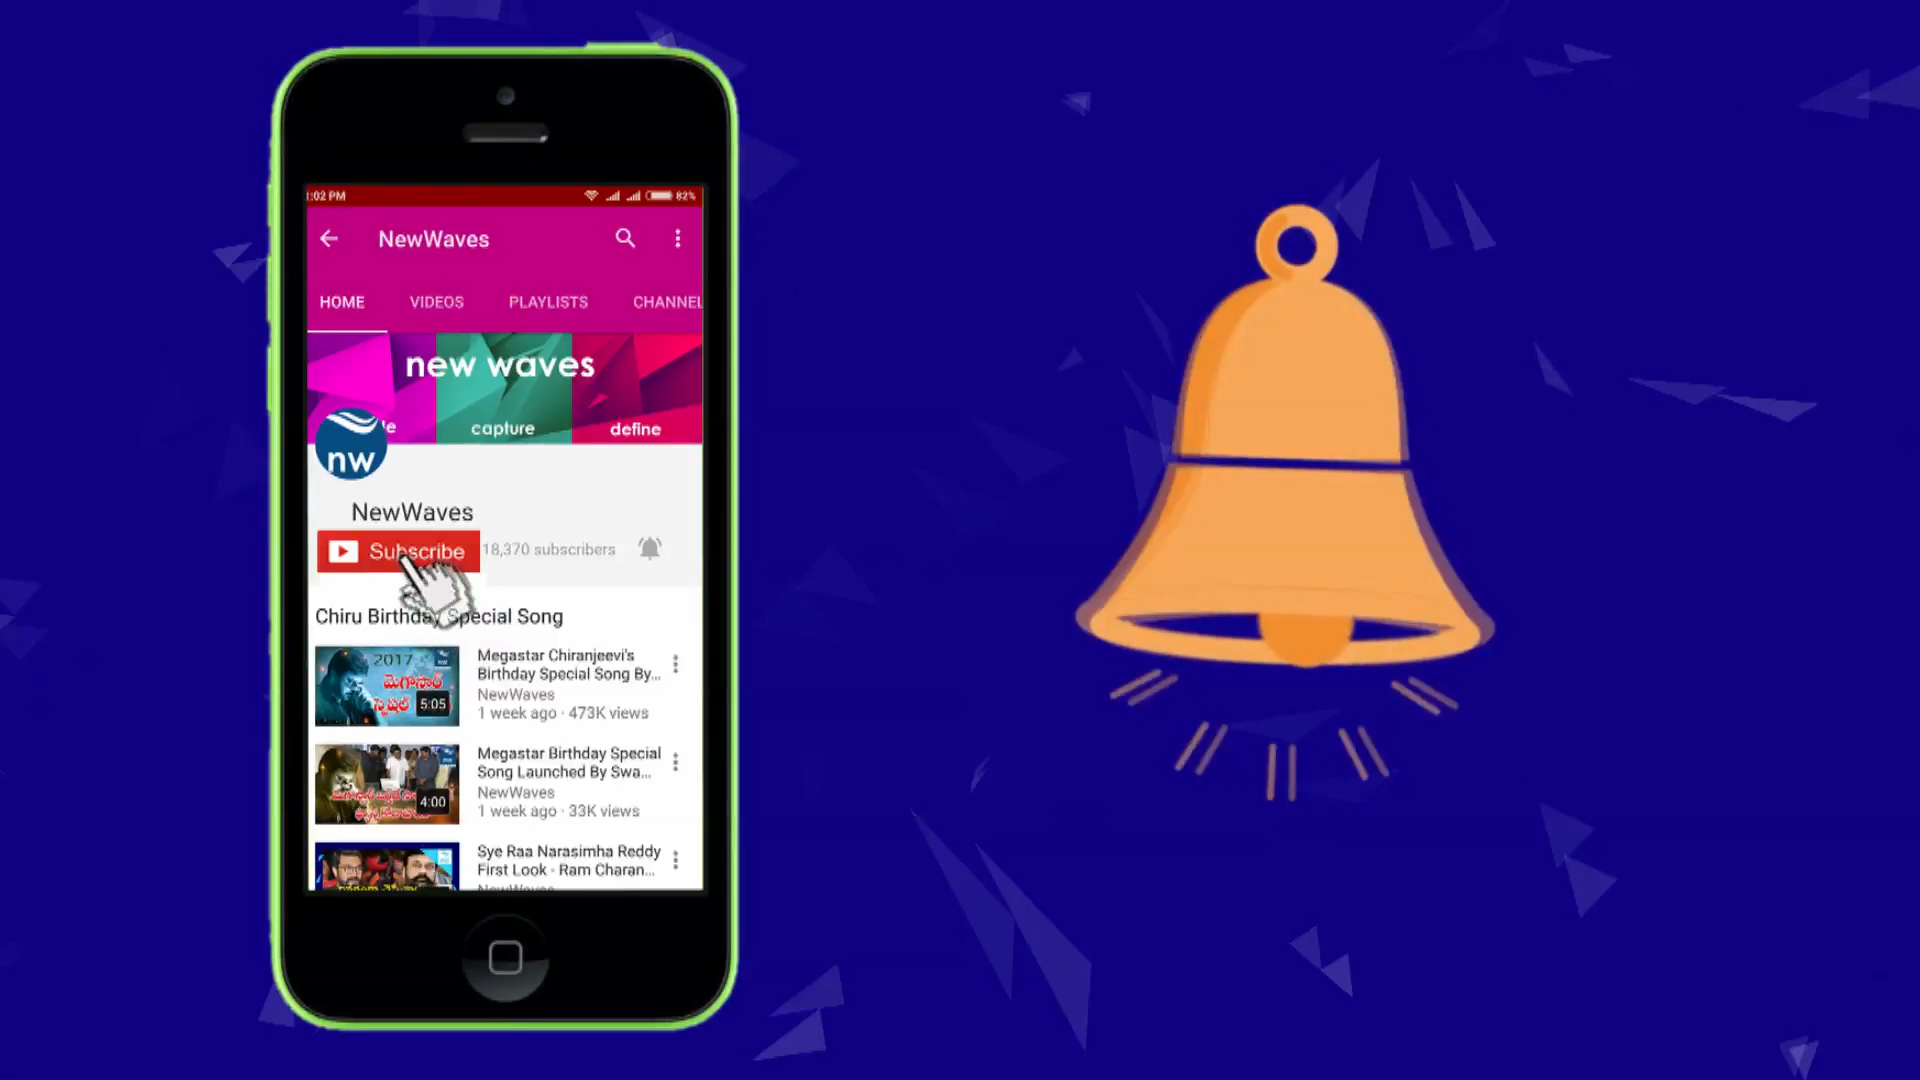 1:02 PM
82%
NewWaves
HOME VIDEOS PLAYLISTS CHANNEL
new waves
le capture define
nw
NewWaves
Subscribe 18,370 subscribers
Chiru Birthday Special Song
2017
మెగాస్టార్
స్పెషల్
5:05
Megastar Chiranjeevi's
Birthday Special Song By...
NewWaves
1 week ago · 473K views
4:00
Megastar Birthday Special
Song Launched By Swa...
NewWaves
1 week ago · 33K views
Sye Raa Narasimha Reddy
First Look - Ram Charan...
NewWaves